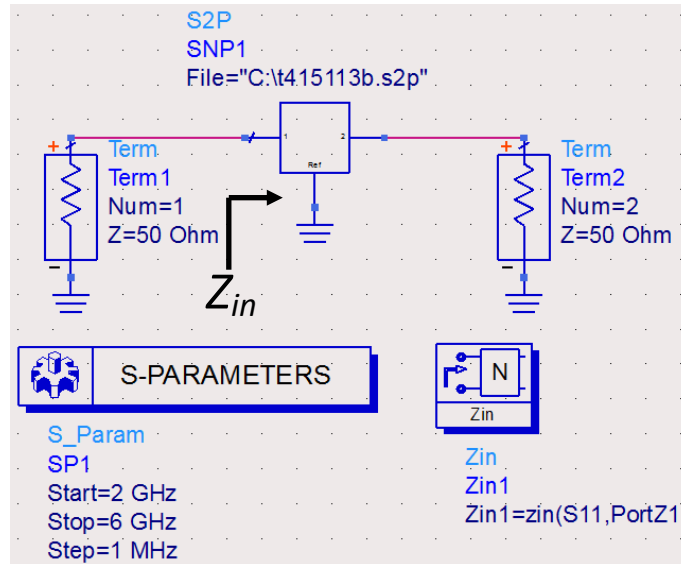 S2P
SNP1
File="C:\t415113b.s2p"
1
2
Ref
+
Term
Term1
Num=1
Z=50 Ohm
-
+
Term
Term2
Num=2
Z=50 Ohm
-
Zin
S-PARAMETERS
N
Zin
S_Param
SP1
Start=2 GHz
Stop=6 GHz
Step=1 MHz
Zin
Zin1
Zin1=zin(S11,PortZ1